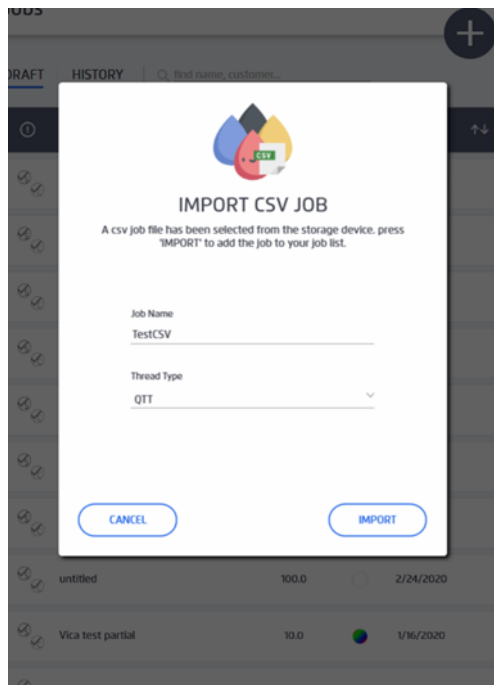 DRAFT HISTORY find name, customer...
CSV
IMPORT CSV JOB
A csv job file has been selected from the storage device. press
'IMPORT' to add the job to your job list.
Job Name
TestCSV
Thread Type
QTT
CANCEL IMPORT
untitled 100.0 2/24/2020
Vica test partial 10.0 1/16/2020